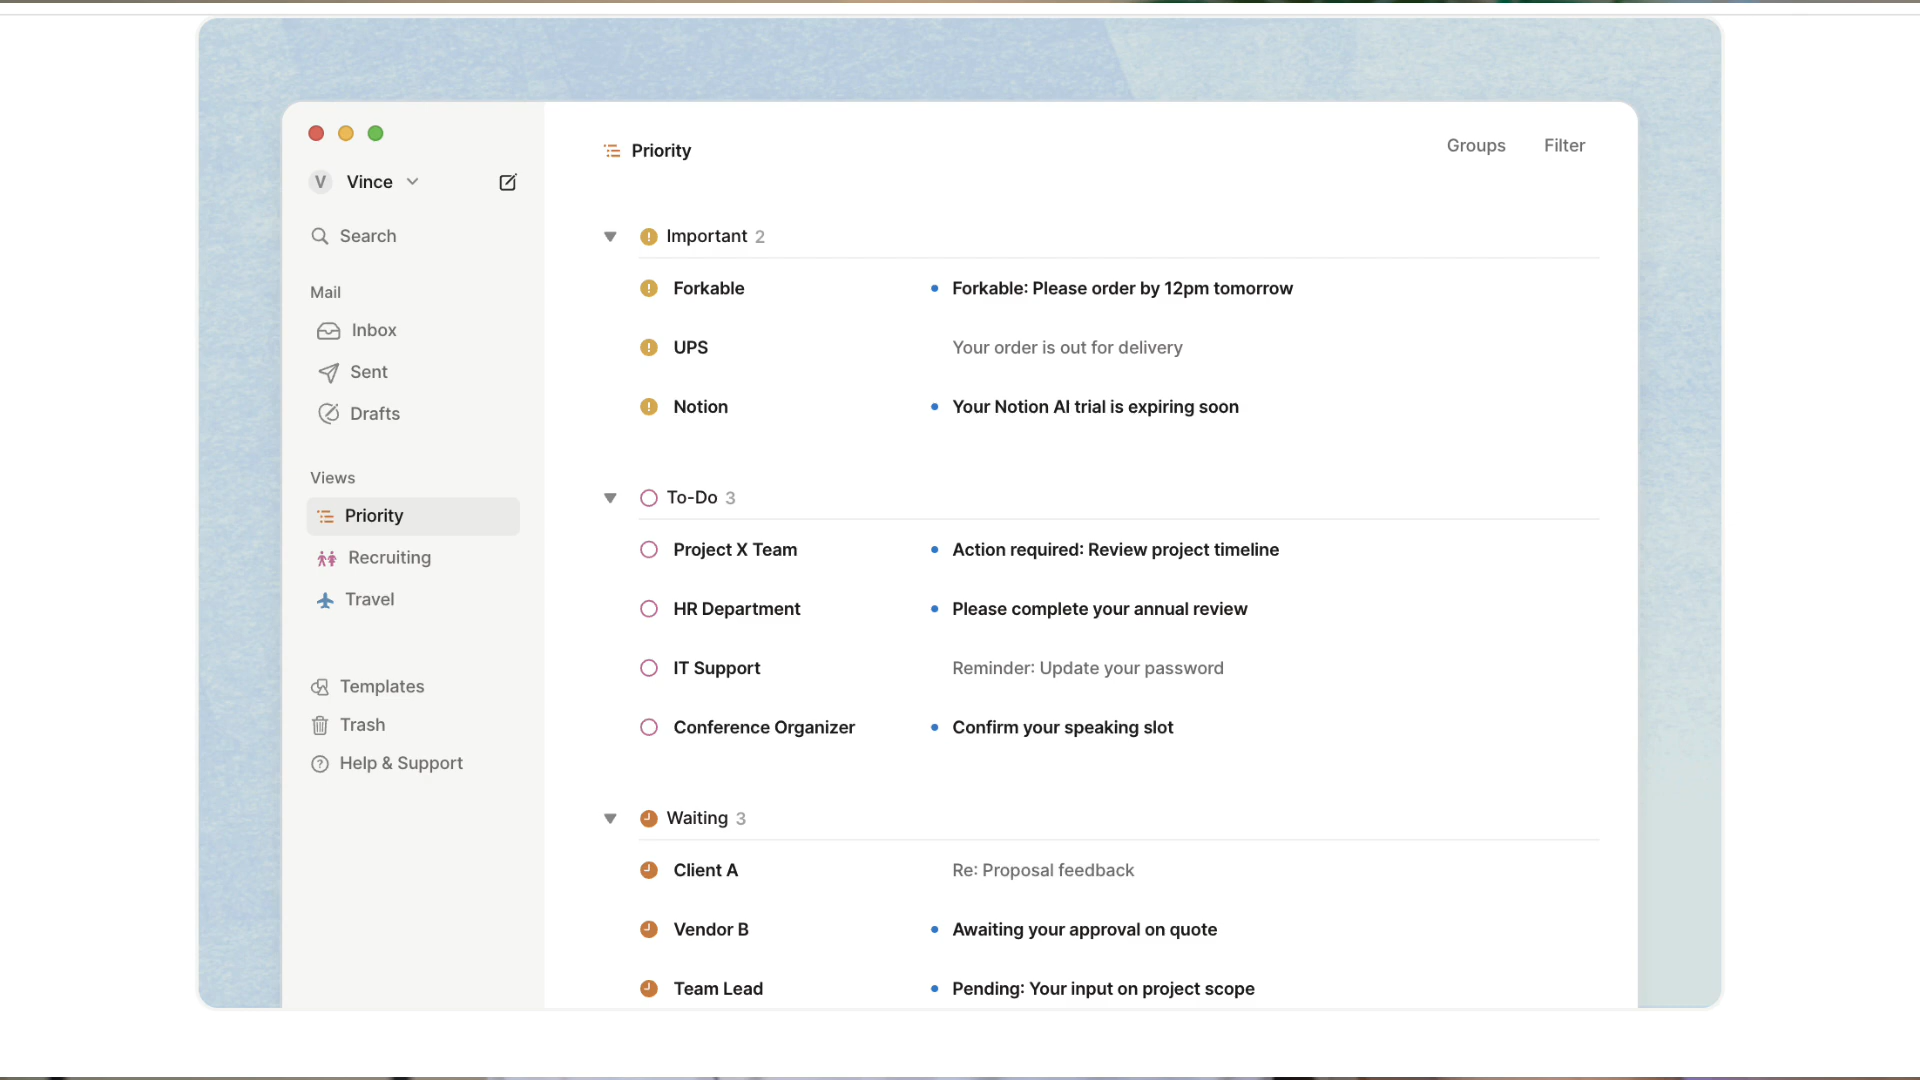 V Vince
Search
Mail
Inbox
Sent
Drafts
Views
Priority
Recruiting
Travel
Templates
Trash
Help & Support
Priority
Groups Filter
Important 2
Forkable Forkable: Please order by 12pm tomorrow
UPS Your order is out for delivery
Notion Your Notion AI trial is expiring soon
To-Do 3
Project X Team Action required: Review project timeline
HR Department Please complete your annual review
IT Support Reminder: Update your password
Conference Organizer Confirm your speaking slot
Waiting 3
Client A Re: Proposal feedback
Vendor B Awaiting your approval on quote
Team Lead Pending: Your input on project scope